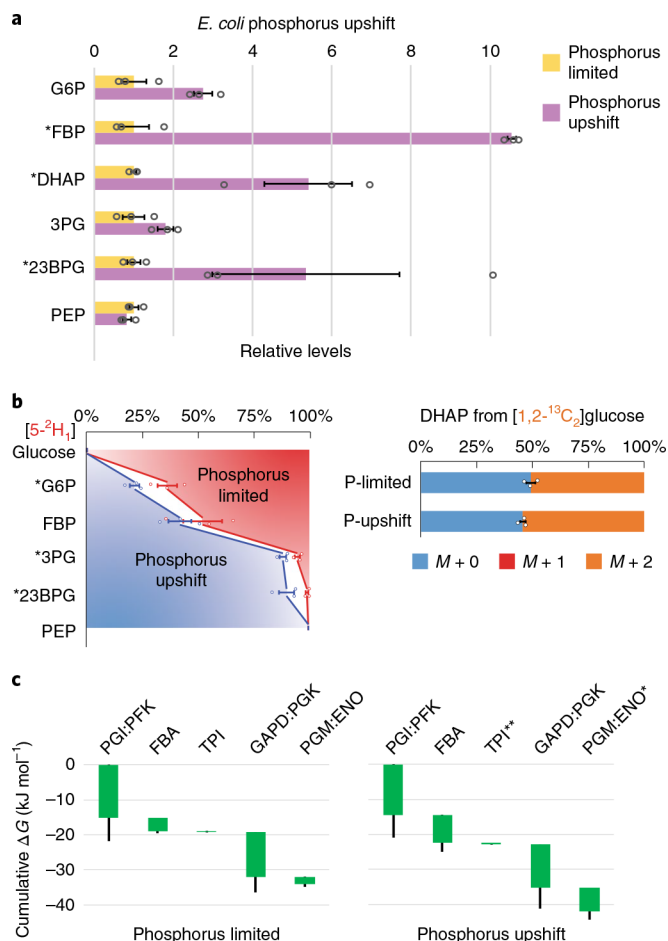 a
E. coli phosphorus upshift
0 2 4 6 8 10
G6P
*FBP
*DHAP
3PG
*23BPG
PEP
Phosphorus
limited
Phosphorus
upshift
Relative levels
b
[5-²H₁]
0% 25% 50% 75% 100%
Glucose
*G6P
FBP
*3PG
*23BPG
PEP
Phosphorus
limited
Phosphorus
upshift
DHAP from [1,2-¹³C₂]glucose
0% 25% 50% 75% 100%
P-limited
P-upshift
M + 0 M + 1 M + 2
c
PGI:PFK FBA TPI GAPD:PGK PGM:ENO
PGI:PFK FBA TPI** GAPD:PGK PGM:ENO*
Cumulative ΔG (kJ mol⁻¹)
0
−10
−20
−30
−40
Phosphorus limited
Phosphorus upshift